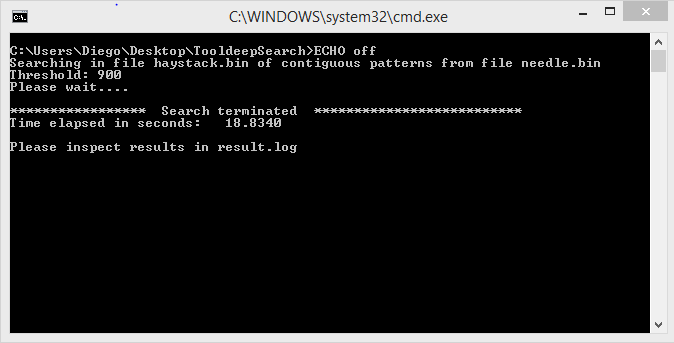 C:\WINDOWS\system32\cmd.exe
C:\Users\Diego\Desktop\TooldeepSearch>ECHO off
Searching in file haystack.bin of contiguous patterns from file needle.bin
Threshold: 900
Please wait....
***************** Search terminated **************************
Time elapsed in seconds: 18.8340
Please inspect results in result.log